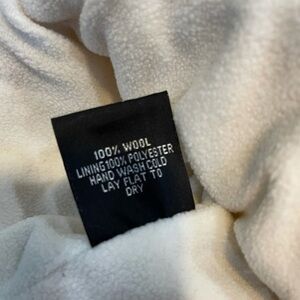 100% WOOL
LINING100% POLYESTER
HAND WASH COLD
LAY FLAT TO
DRY